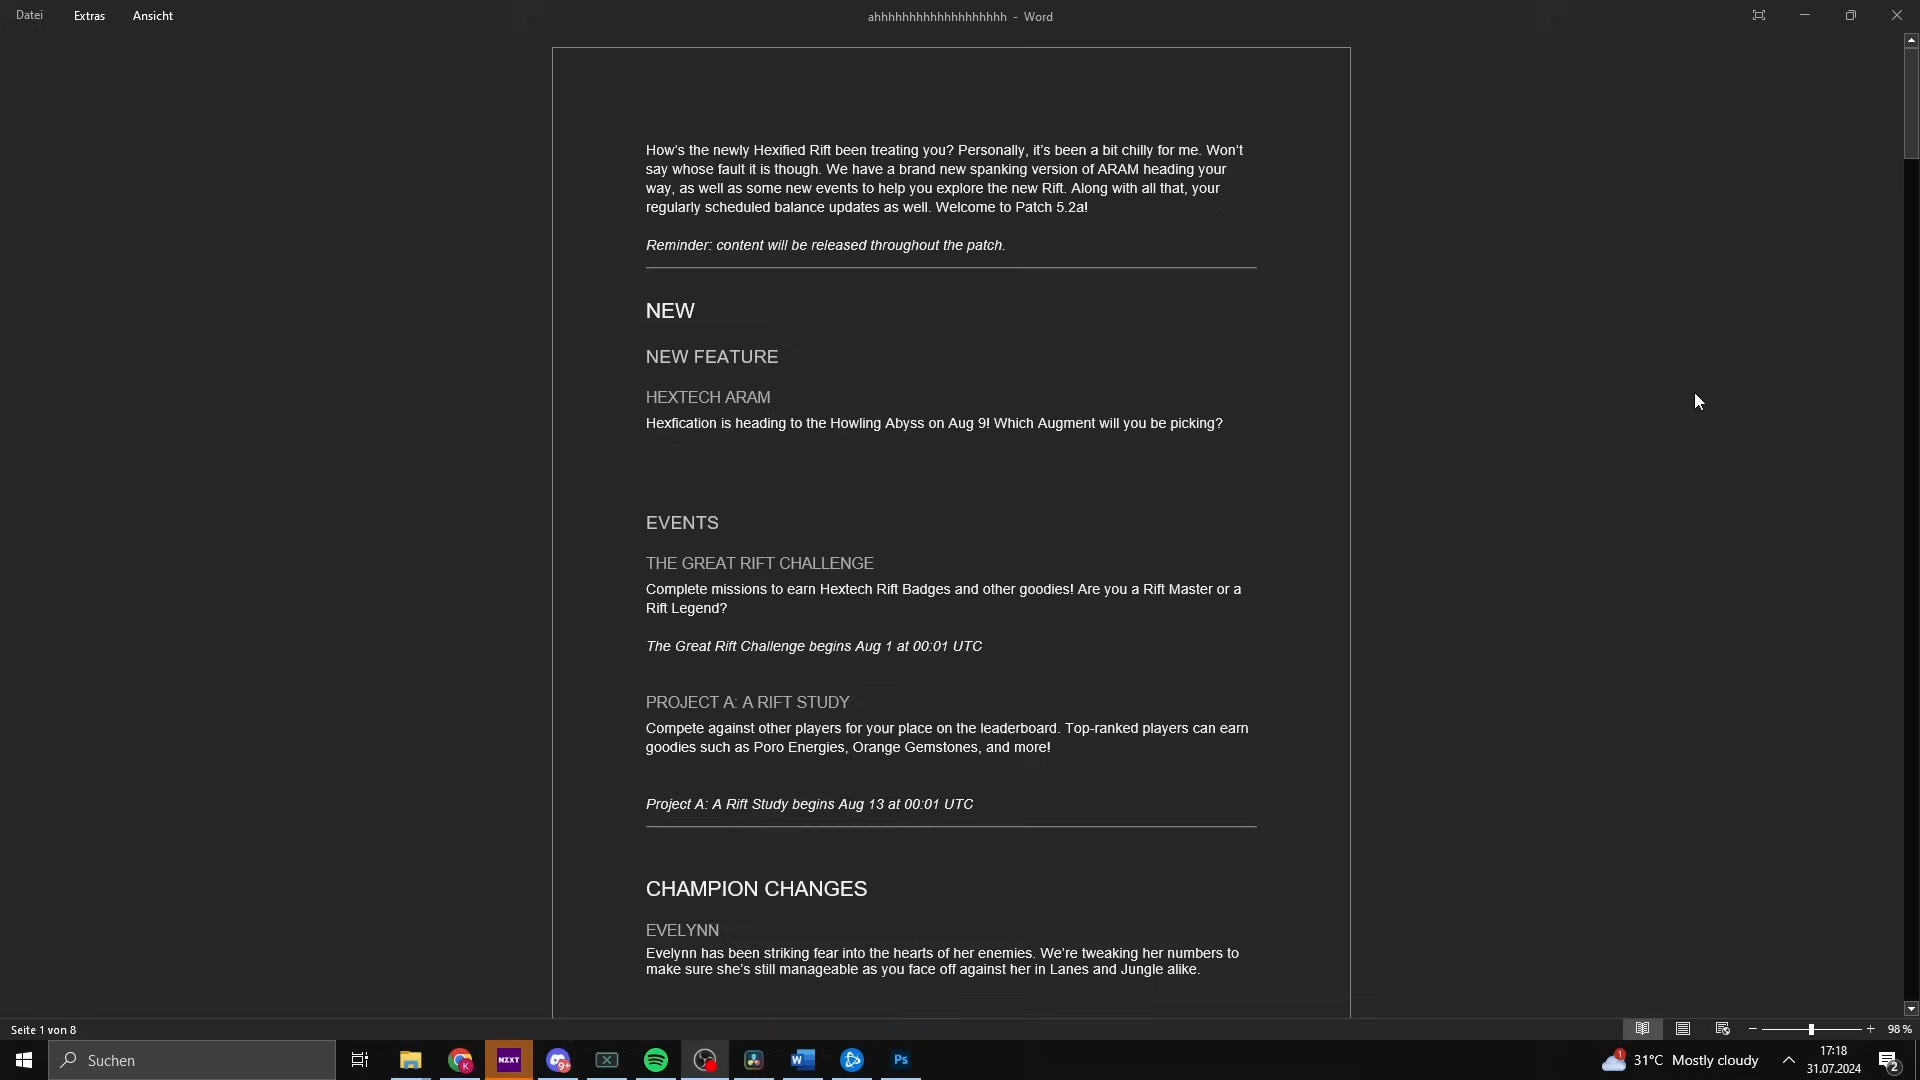 Datei Extras Ansicht
ahhhhhhhhhhhhhhhhhhh - Word
How's the newly Hexified Rift been treating you? Personally, it's been a bit chilly for me. Won't
say whose fault it is though. We have a brand new spanking version of ARAM heading your
way, as well as some new events to help you explore the new Rift. Along with all that, your
regularly scheduled balance updates as well. Welcome to Patch 5.2a!
Reminder: content will be released throughout the patch.
NEW
NEW FEATURE
HEXTECH ARAM
Hexfication is heading to the Howling Abyss on Aug 9! Which Augment will you be picking?
EVENTS
THE GREAT RIFT CHALLENGE
Complete missions to earn Hextech Rift Badges and other goodies! Are you a Rift Master or a
Rift Legend?
The Great Rift Challenge begins Aug 1 at 00:01 UTC
PROJECT A: A RIFT STUDY
Compete against other players for your place on the leaderboard. Top-ranked players can earn
goodies such as Poro Energies, Orange Gemstones, and more!
Project A: A Rift Study begins Aug 13 at 00:01 UTC
CHAMPION CHANGES
EVELYNN
Evelynn has been striking fear into the hearts of her enemies. We're tweaking her numbers to
make sure she's still manageable as you face off against her in Lanes and Jungle alike.
Seite 1 von 8
98 %
Suchen
K
NZXT
9+
W
Ps
1
31°C Mostly cloudy
17:18
31.07.2024
2